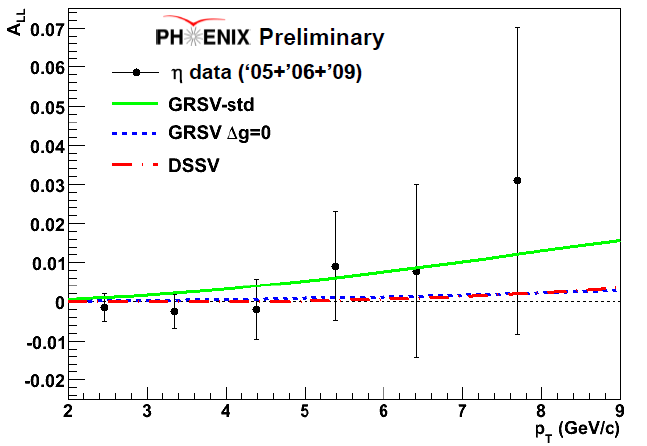 A_LL
PHENIX Preliminary
η data ('05+'06+'09)
GRSV-std
GRSV Δg=0
DSSV
0.07
0.06
0.05
0.04
0.03
0.02
0.01
0
-0.01
-0.02
2 3 4 5 6 7 8 9
p_T (GeV/c)